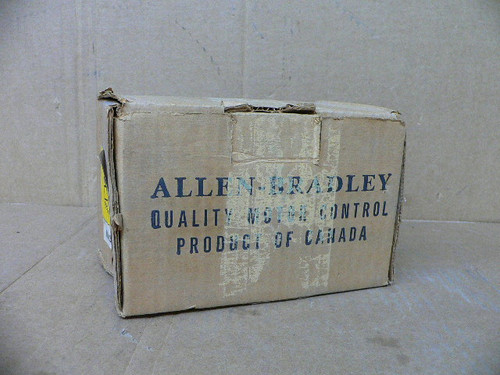 ALLEN-BRADLEY
QUALITY MOTOR CONTROL
PRODUCT OF CANADA